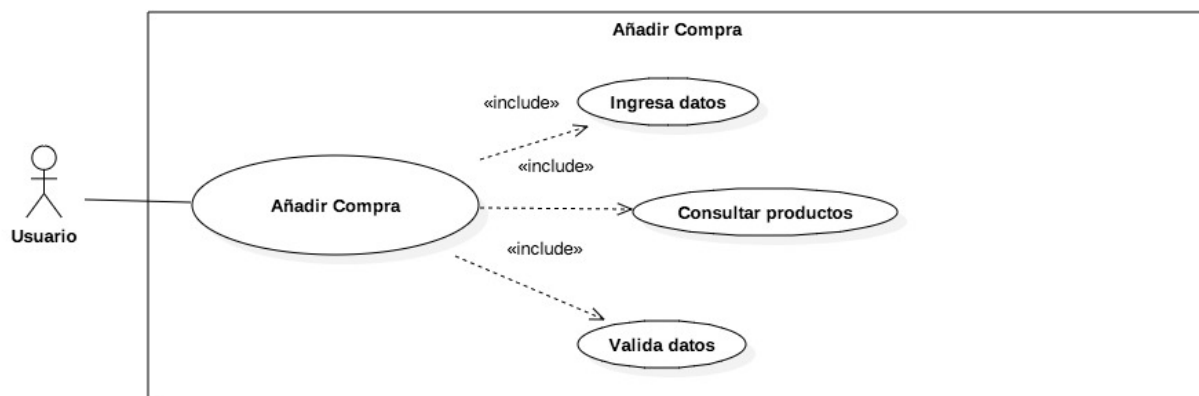 Añadir Compra
«include»
Ingresa datos
«include»
Añadir Compra
Consultar productos
Usuario
«include»
Valida datos